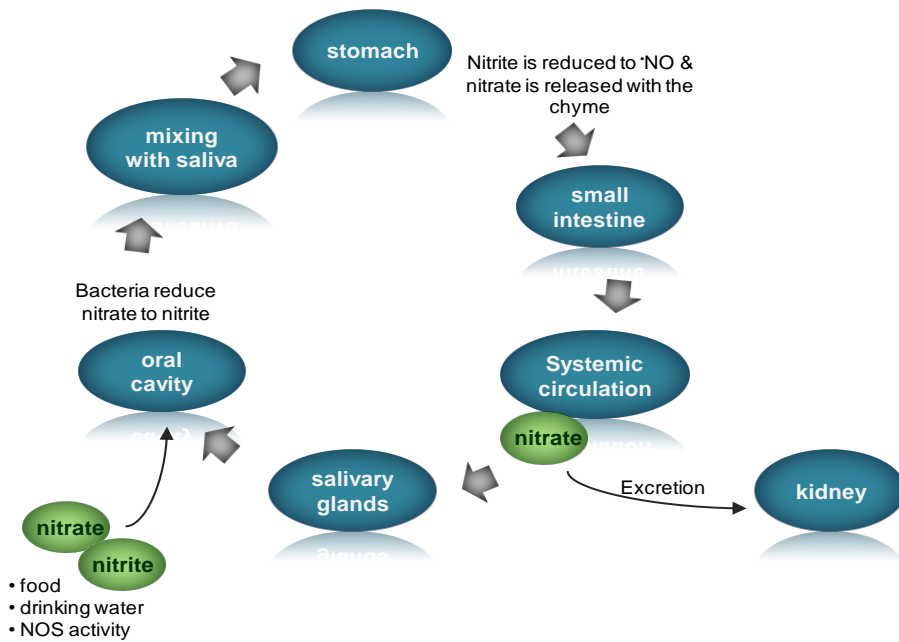 stomach
Nitrite is reduced to •NO &
nitrate is released with the
chyme
mixing
with saliva
small
intestine
Bacteria reduce
nitrate to nitrite
oral
cavity
Systemic
circulation
nitrate
salivary
glands
Excretion
kidney
nitrate
nitrite
• food
• drinking water
• NOS activity